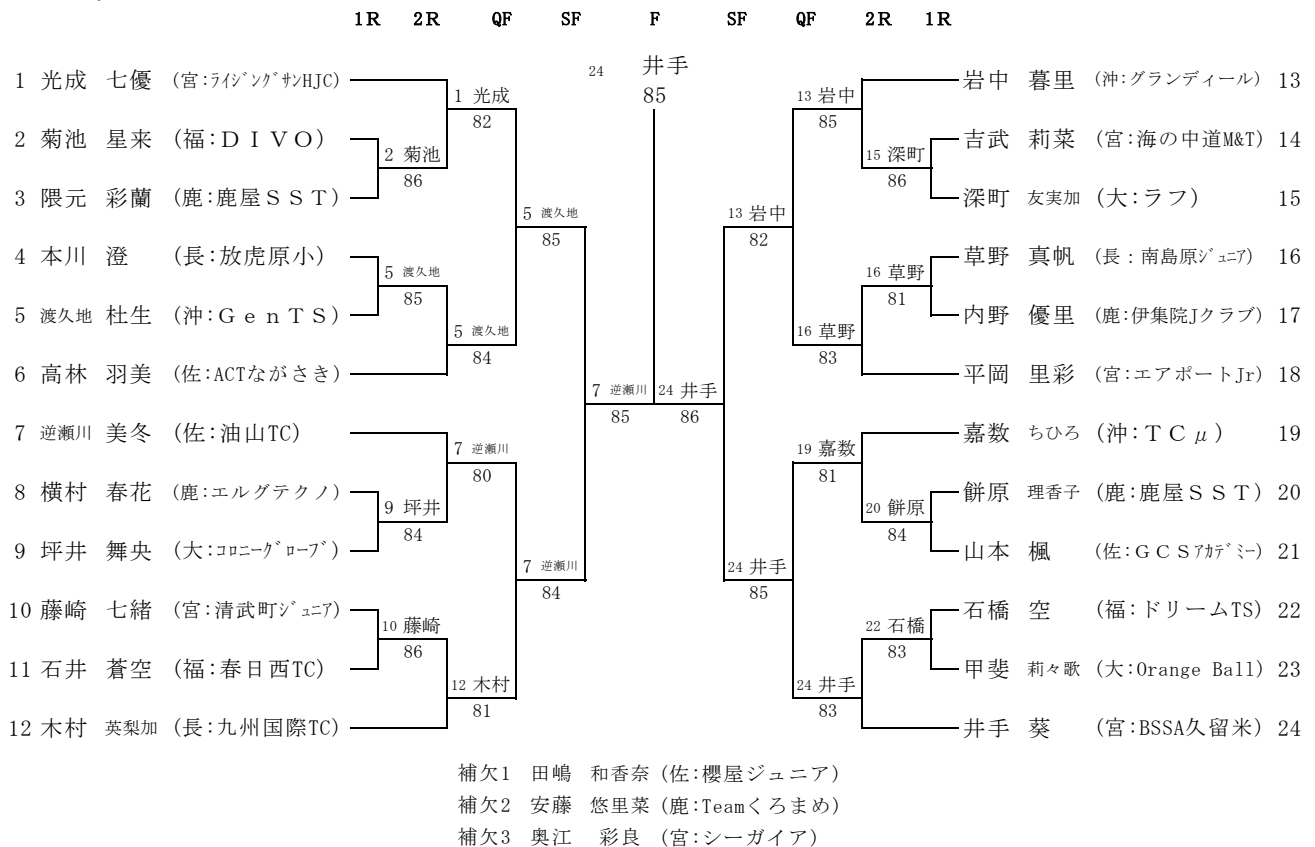 1R 2R QF SF F SF QF 2R 1R
24 井手
85
1 光成 七優 (宮:ライジングサンHJC)
2 菊池 星来 (福:DIVO)
3 隈元 彩蘭 (鹿:鹿屋SST)
4 本川 澄 (長:放虎原小)
5 渡久地 杜生 (沖:GenTS)
6 高林 羽美 (佐:ACTながさき)
7 逆瀬川 美冬 (佐:油山TC)
8 横村 春花 (鹿:エルグテクノ)
9 坪井 舞央 (大:コロニーグローブ)
10 藤崎 七緒 (宮:清武町ジュニア)
11 石井 蒼空 (福:春日西TC)
12 木村 英梨加 (長:九州国際TC)
2 菊池
86
5 渡久地
85
9 坪井
84
10 藤崎
86
1 光成
82
5 渡久地
84
7 逆瀬川
80
12 木村
81
5 渡久地
85
7 逆瀬川
84
7 逆瀬川
85
24 井手
86
13 岩中
82
24 井手
85
13 岩中
85
16 草野
83
19 嘉数
81
24 井手
83
15 深町
86
16 草野
81
20 餅原
84
22 石橋
83
岩中 暮里 (沖:グランディール) 13
吉武 莉菜 (宮:海の中道M&T) 14
深町 友実加 (大:ラフ) 15
草野 真帆 (長:南島原ジュニア) 16
内野 優里 (鹿:伊集院Jクラブ) 17
平岡 里彩 (宮:エアポートJr) 18
嘉数 ちひろ (沖:TCμ) 19
餅原 理香子 (鹿:鹿屋SST) 20
山本 楓 (佐:GCSアカデミー) 21
石橋 空 (福:ドリームTS) 22
甲斐 莉々歌 (大:Orange Ball) 23
井手 葵 (宮:BSSA久留米) 24
補欠1 田嶋 和香奈 (佐:櫻屋ジュニア)
補欠2 安藤 悠里菜 (鹿:Teamくろまめ)
補欠3 奥江 彩良 (宮:シーガイア)